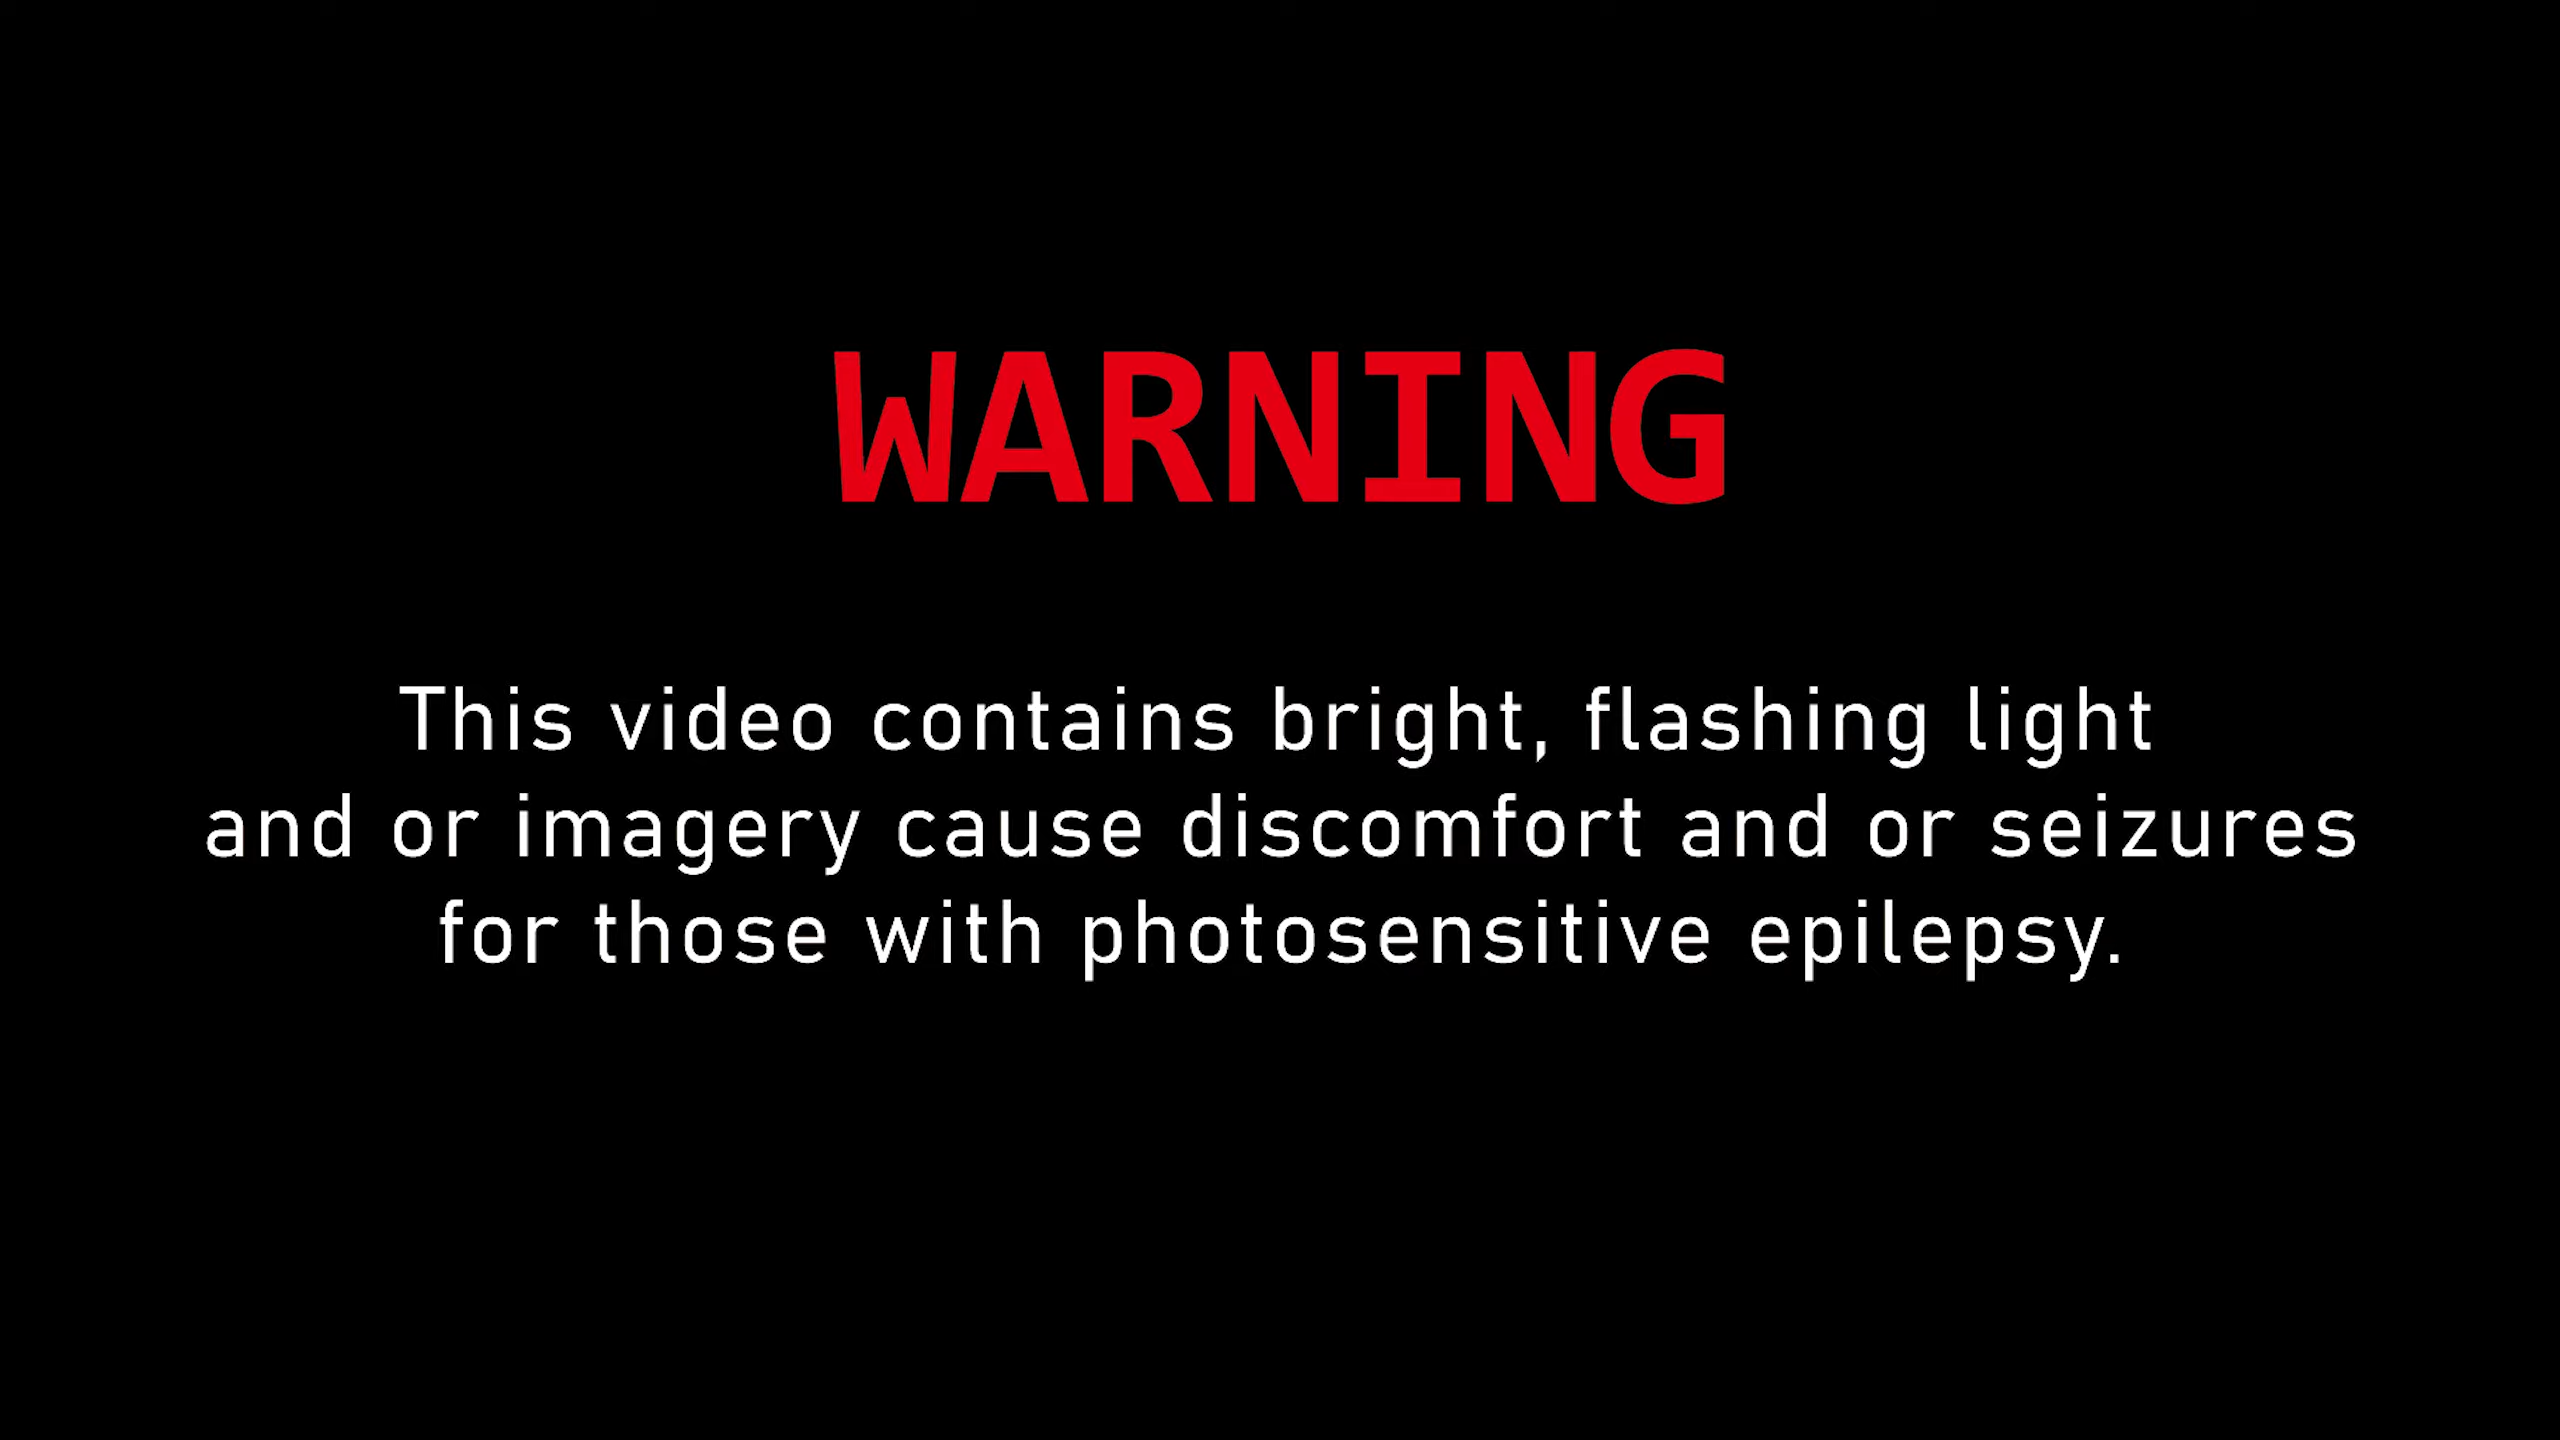 WARNING
This video contains bright, flashing light
and or imagery cause discomfort and or seizures
for those with photosensitive epilepsy.